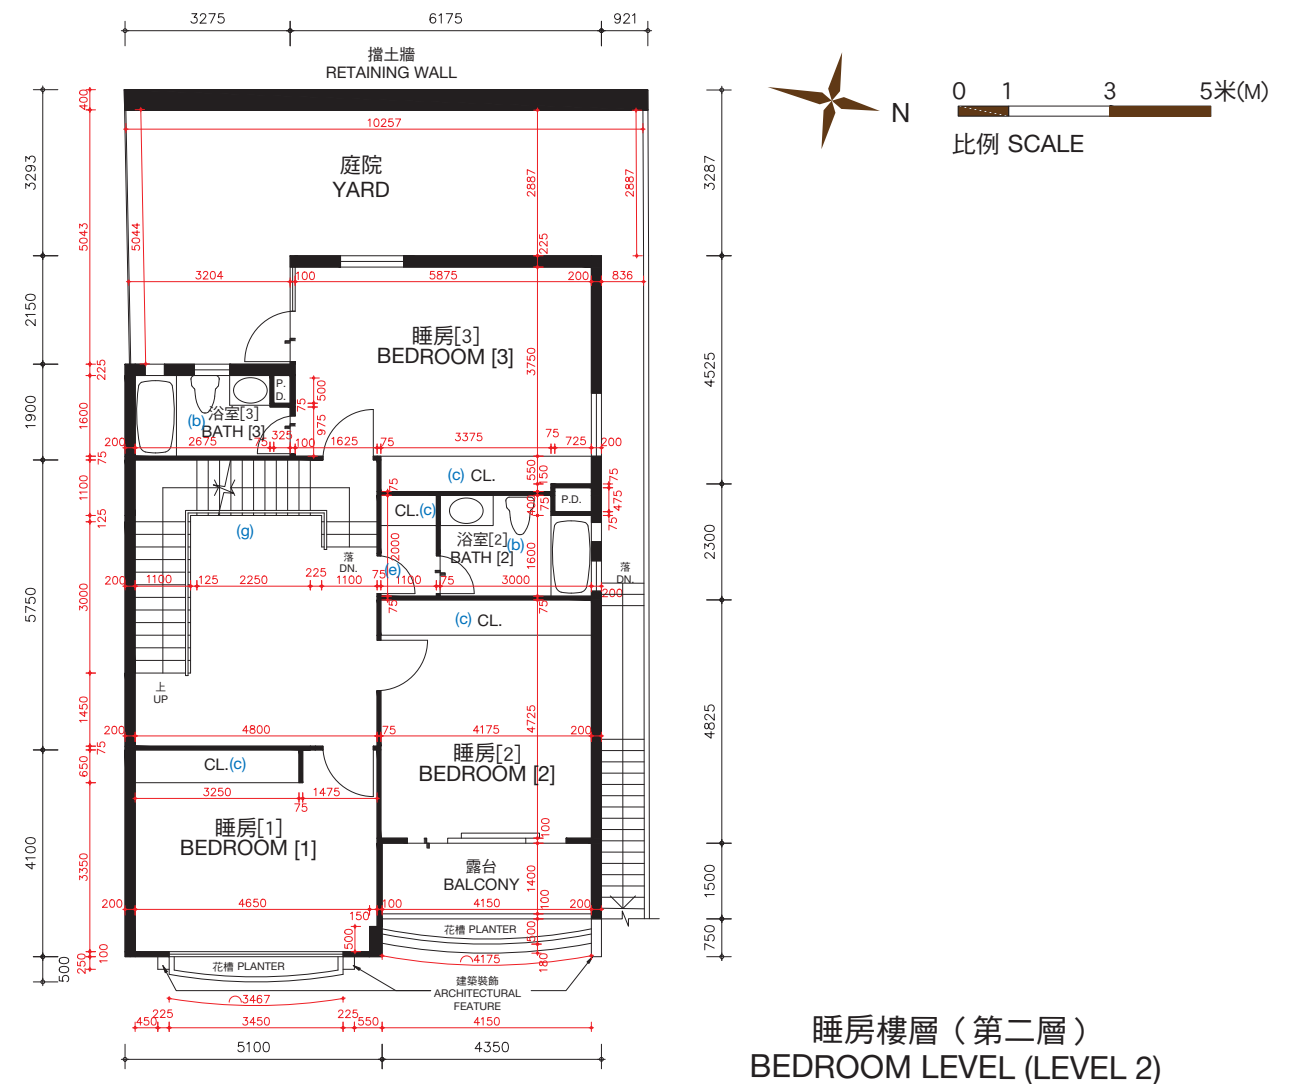 3275
6175
921
擋土牆
RETAINING WALL
N
0 1 3 5米(M)
比例 SCALE
400
10257
庭院
YARD
3293
5043
5044
2887
2887
3287
225
3204
100
5875
200
836
2150
睡房[3]
BEDROOM [3]
3750
4525
225
P.
D.
500
75
1900
1600
(b)
浴室[3]
BATH [3]
975
325
200
2675
75
100
1625
75
3375
75
725
200
75
(c) CL.
550
150
75
1100
75
CL.(c)
400
75
P.D.
475
75
125
(g)
浴室[2]
BATH [2]
(b)
2000
1600
2300
落
DN.
(e)
落
DN.
200
1100
125
2250
225
1100
75
1100
75
3000
200
3000
5750
75
75
(c) CL.
上
UP
1450
4725
4825
200
4800
75
4175
200
75
650
CL.(c)
睡房[2]
BEDROOM [2]
3250
1475
75
睡房[1]
BEDROOM [1]
100
4100
3350
露台
BALCONY
1400
1500
200
4650
150
100
4150
100
200
500
花槽 PLANTER
500
750
100
250
500
花槽 PLANTER
4175
180
建築裝飾
ARCHITECTURAL
FEATURE
3467
450
225
3450
225
550
4150
5100
4350
睡房樓層（第二層）
BEDROOM LEVEL (LEVEL 2)